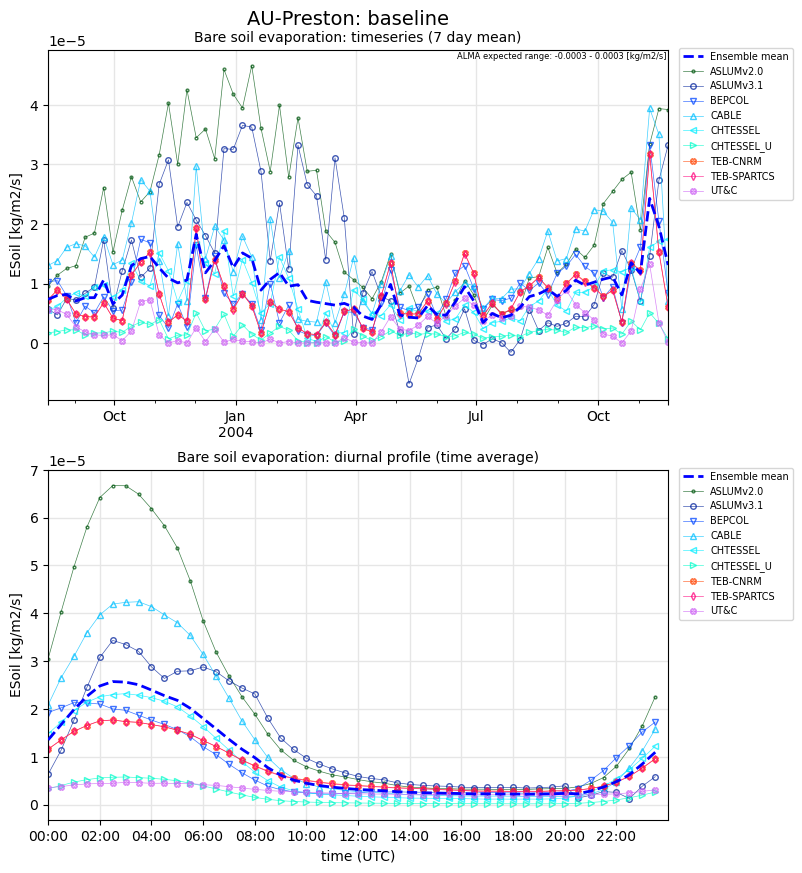 AU-Preston: baseline
Bare soil evaporation: timeseries (7 day mean)
1e−5
ALMA expected range: -0.0003 - 0.0003 [kg/m2/s]
ESoil [kg/m2/s]
4
3
2
1
0
Oct
Jan
2004
Apr
Jul
Oct
Ensemble mean
ASLUMv2.0
ASLUMv3.1
BEPCOL
CABLE
CHTESSEL
CHTESSEL_U
TEB-CNRM
TEB-SPARTCS
UT&C
Bare soil evaporation: diurnal profile (time average)
1e−5
ESoil [kg/m2/s]
7
6
5
4
3
2
1
0
00:00 02:00 04:00 06:00 08:00 10:00 12:00 14:00 16:00 18:00 20:00 22:00
time (UTC)
Ensemble mean
ASLUMv2.0
ASLUMv3.1
BEPCOL
CABLE
CHTESSEL
CHTESSEL_U
TEB-CNRM
TEB-SPARTCS
UT&C